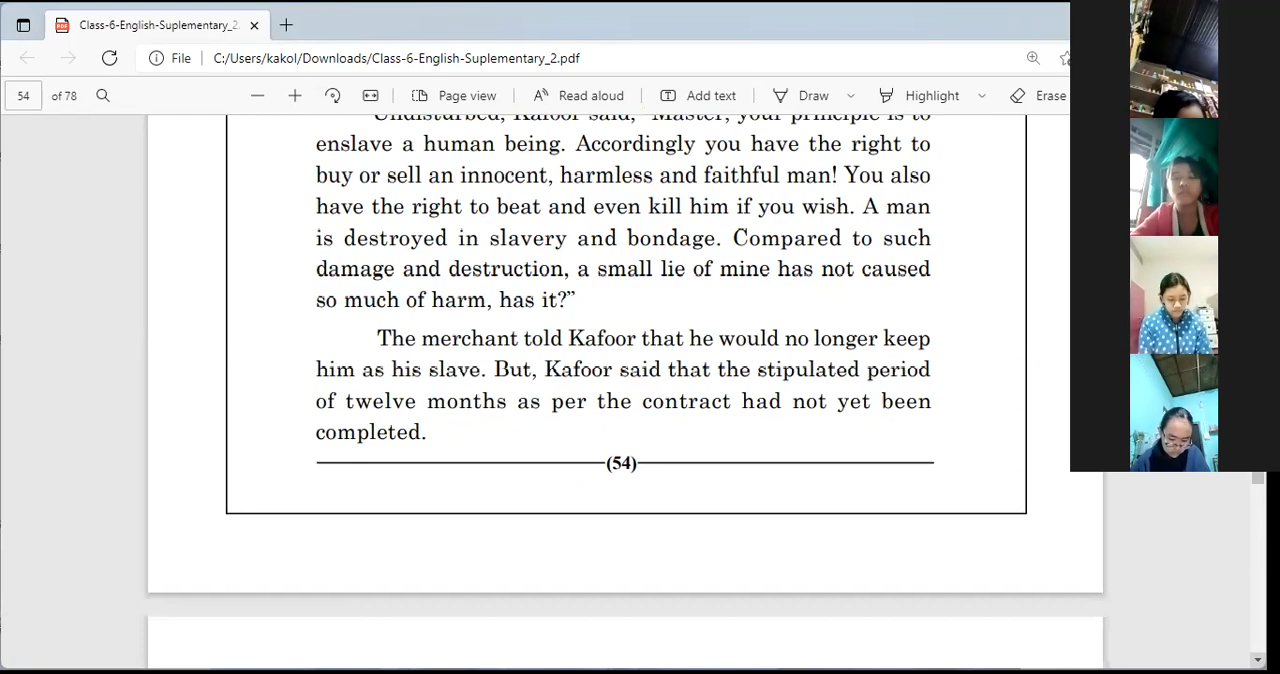 Class-6-English-Suplementary_2
File C:/Users/kakol/Downloads/Class-6-English-Suplementary_2.pdf
54 of 78 Page view Read aloud Add text Draw Highlight Erase
Undisturbed, Kafoor said, "Master, your principle is to
enslave a human being. Accordingly you have the right to
buy or sell an innocent, harmless and faithful man! You also
have the right to beat and even kill him if you wish. A man
is destroyed in slavery and bondage. Compared to such
damage and destruction, a small lie of mine has not caused
so much of harm, has it?”
The merchant told Kafoor that he would no longer keep
him as his slave. But, Kafoor said that the stipulated period
of twelve months as per the contract had not yet been
completed.
(54)